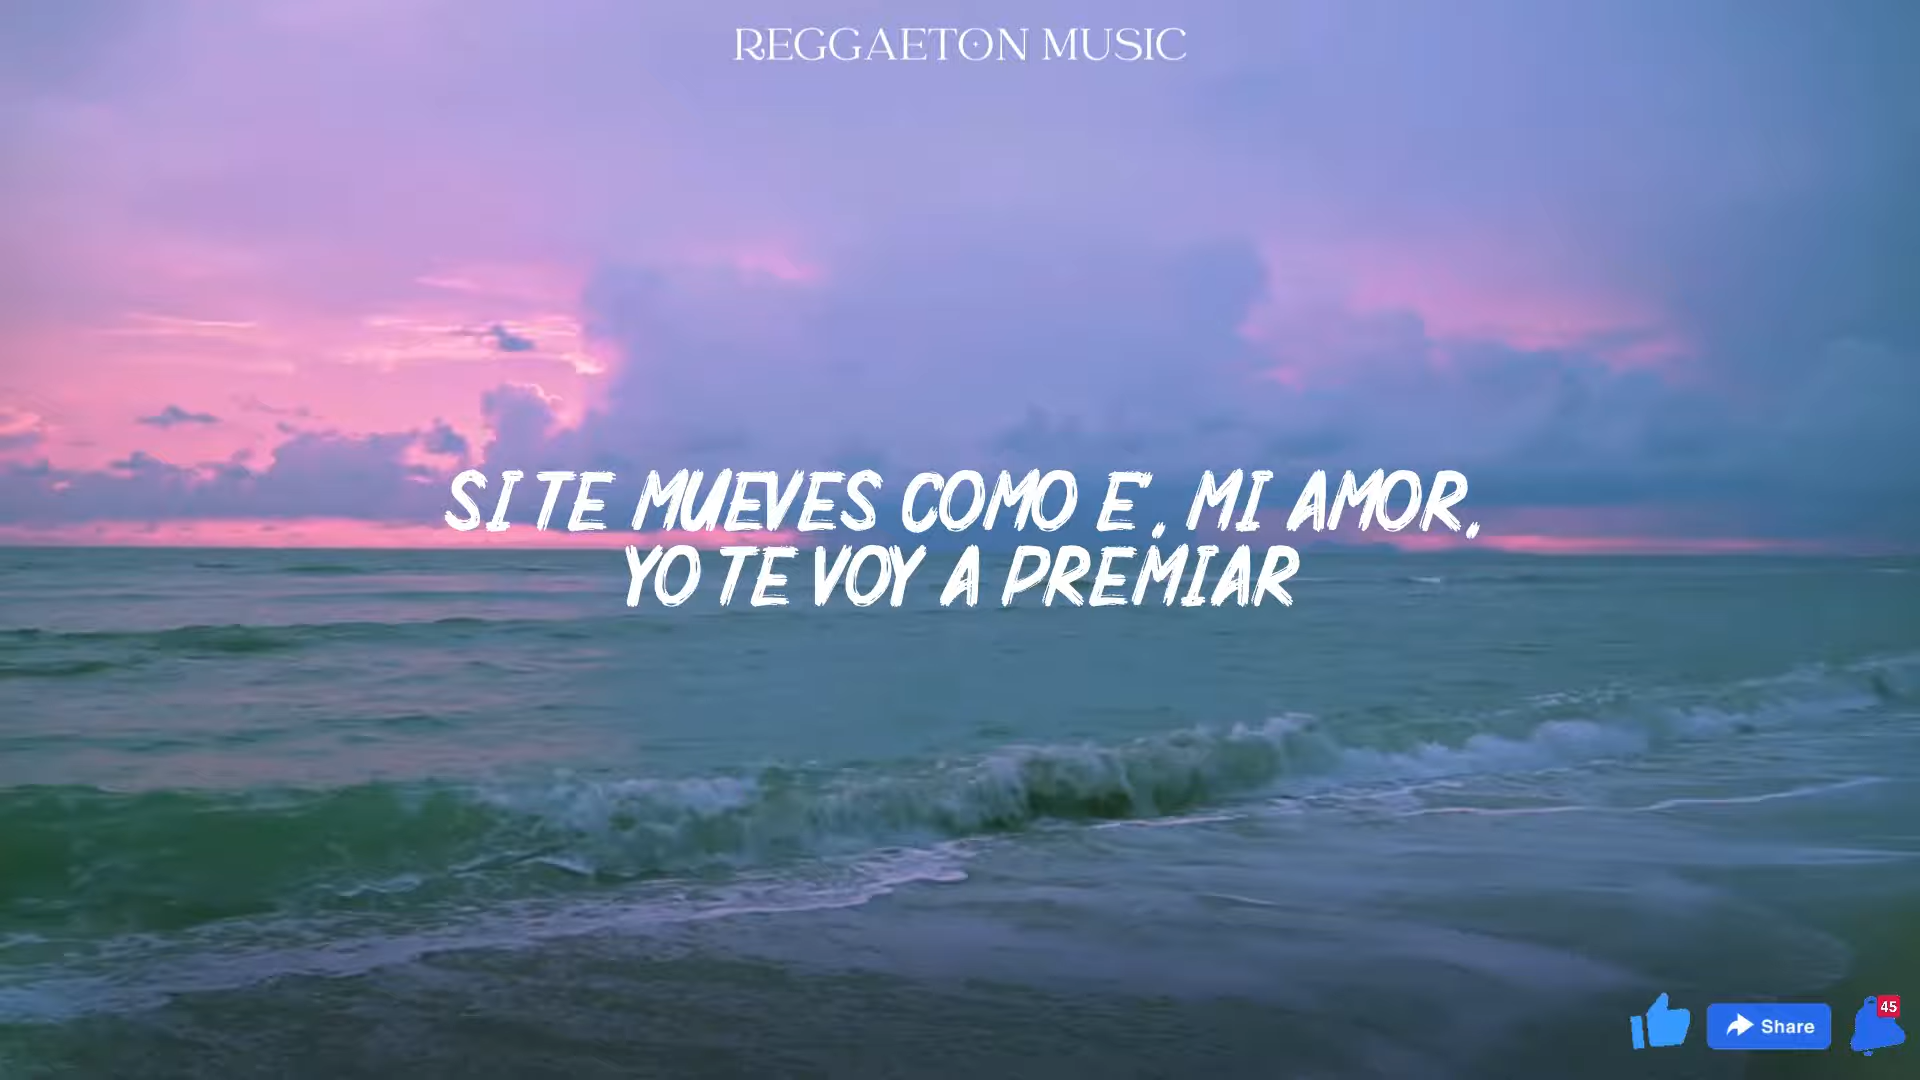 REGGAETON MUSIC
SI TE MUEVES COMO E', MI AMOR,
YO TE VOY A PREMIAR
Share
45